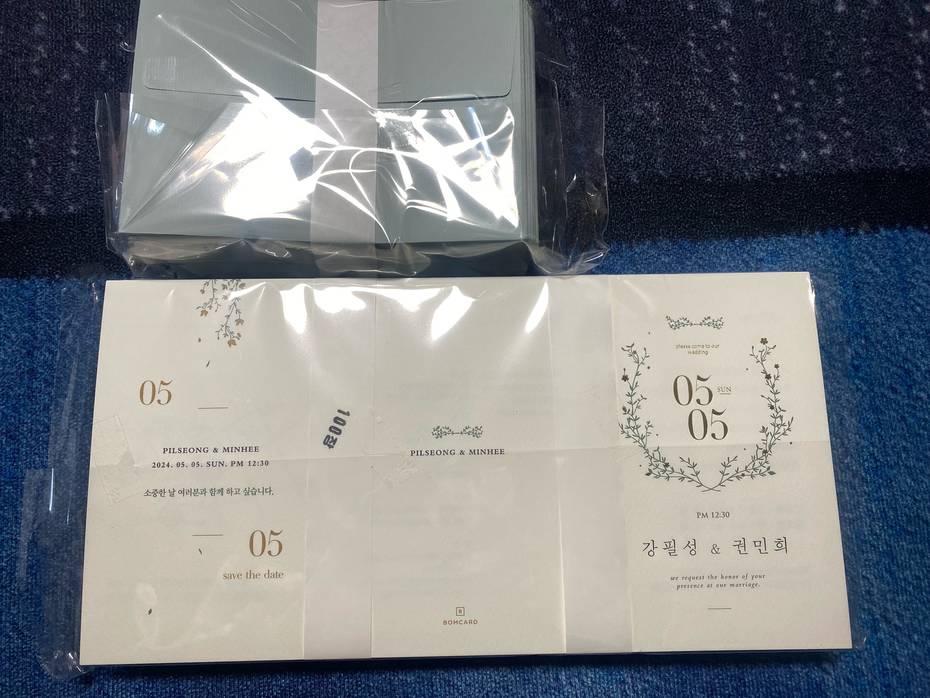 05
PILSEONG & MINHEE
2024. 05. 05. SUN. PM 12:30
소중한 날 여러분과 함께 하고 싶습니다.
05
save the date
100장
PILSEONG & MINHEE
B
BOMCARD
please come to our
wedding
05 SUN
05
PM 12:30
강필성 & 권민희
we request the honor of your
presence at our marriage.